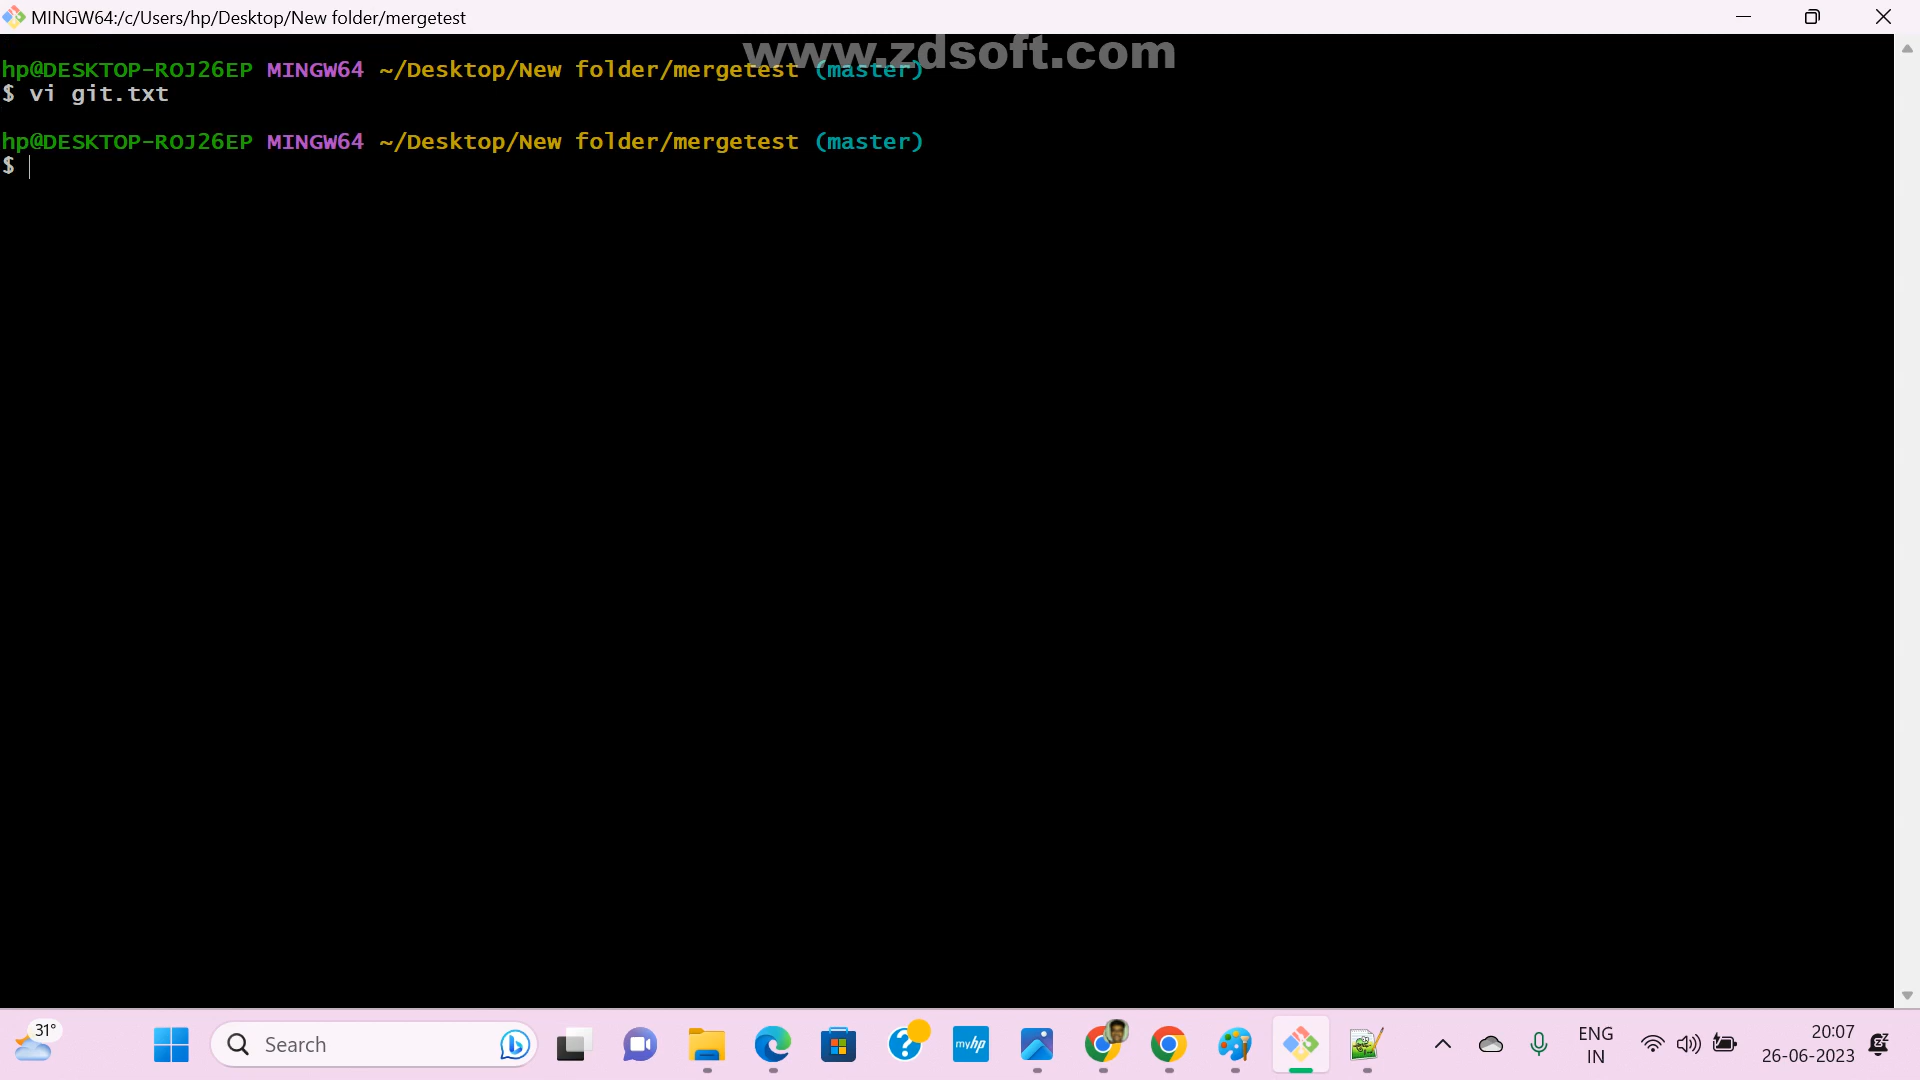 MINGW64:/c/Users/hp/Desktop/New folder/mergetest
www.zdsoft.com
hp@DESKTOP-ROJ26EP MINGW64 ~/Desktop/New folder/mergetest (master)
$ vi git.txt
hp@DESKTOP-ROJ26EP MINGW64 ~/Desktop/New folder/mergetest (master)
$
31°
Search
myhp
ENG
IN
20:07
26-06-2023